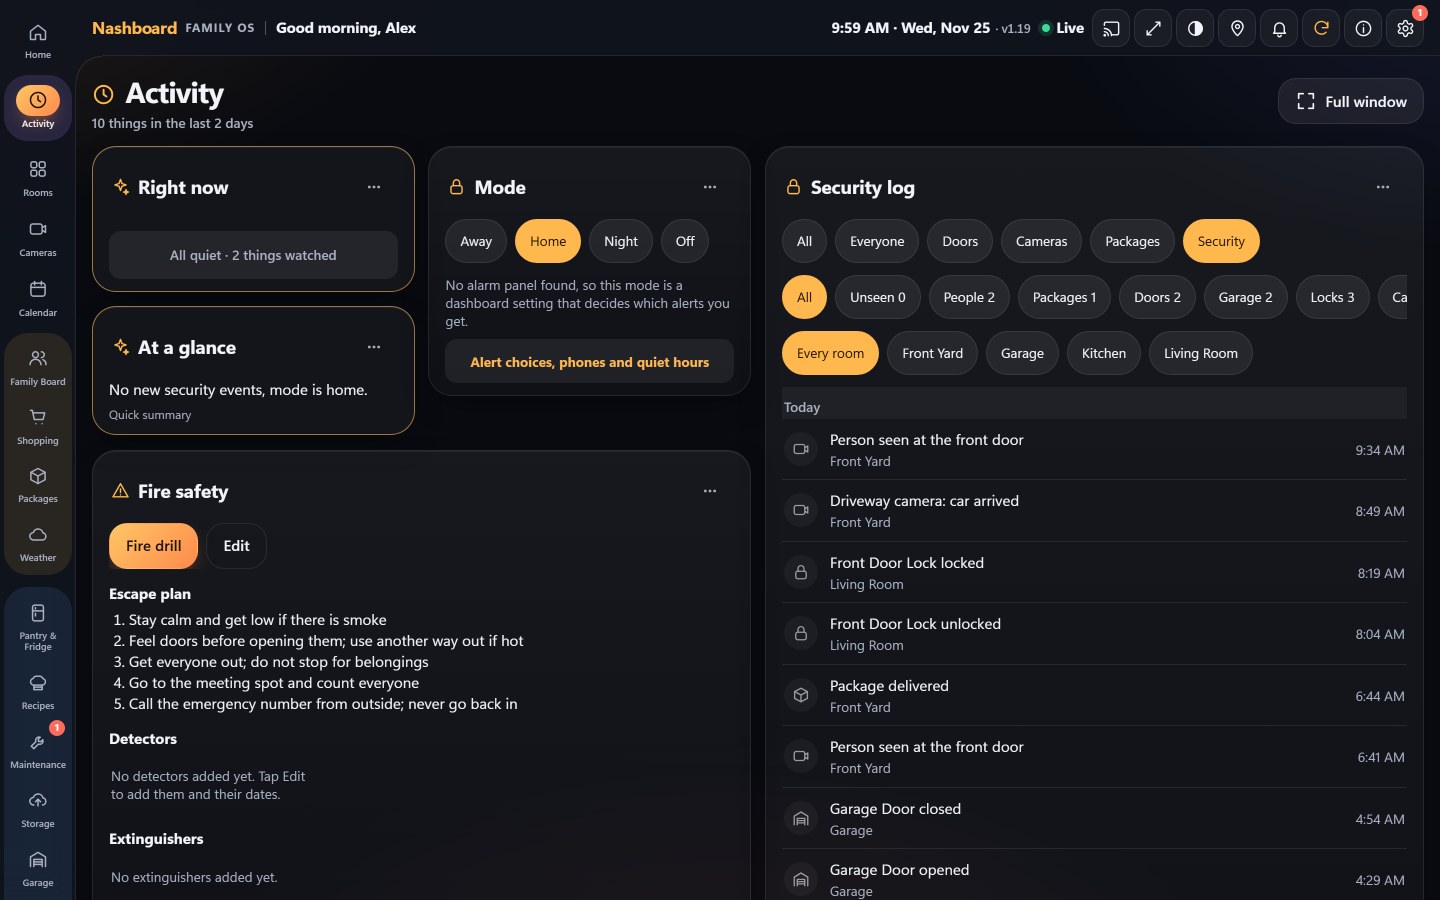 Nashboard FAMILY OS Good morning, Alex
9:59 AM · Wed, Nov 25 · v1.19 Live
1
Home
Activity
Rooms
Cameras
Calendar
Family Board
Shopping
Packages
Weather
Pantry &
Fridge
Recipes
1
Maintenance
Storage
Garage
Activity
10 things in the last 2 days
Full window
Right now
All quiet · 2 things watched
At a glance
No new security events, mode is home.
Quick summary
Mode
Away Home Night Off
No alarm panel found, so this mode is a
dashboard setting that decides which alerts you
get.
Alert choices, phones and quiet hours
Fire safety
Fire drill Edit
Escape plan
1. Stay calm and get low if there is smoke
2. Feel doors before opening them; use another way out if hot
3. Get everyone out; do not stop for belongings
4. Go to the meeting spot and count everyone
5. Call the emergency number from outside; never go back in
Detectors
No detectors added yet. Tap Edit
to add them and their dates.
Extinguishers
No extinguishers added yet.
Security log
All Everyone Doors Cameras Packages Security
All Unseen 0 People 2 Packages 1 Doors 2 Garage 2 Locks 3 Ca
Every room Front Yard Garage Kitchen Living Room
Today
Person seen at the front door
Front Yard
9:34 AM
Driveway camera: car arrived
Front Yard
8:49 AM
Front Door Lock locked
Living Room
8:19 AM
Front Door Lock unlocked
Living Room
8:04 AM
Package delivered
Front Yard
6:44 AM
Person seen at the front door
Front Yard
6:41 AM
Garage Door closed
Garage
4:54 AM
Garage Door opened
Garage
4:29 AM